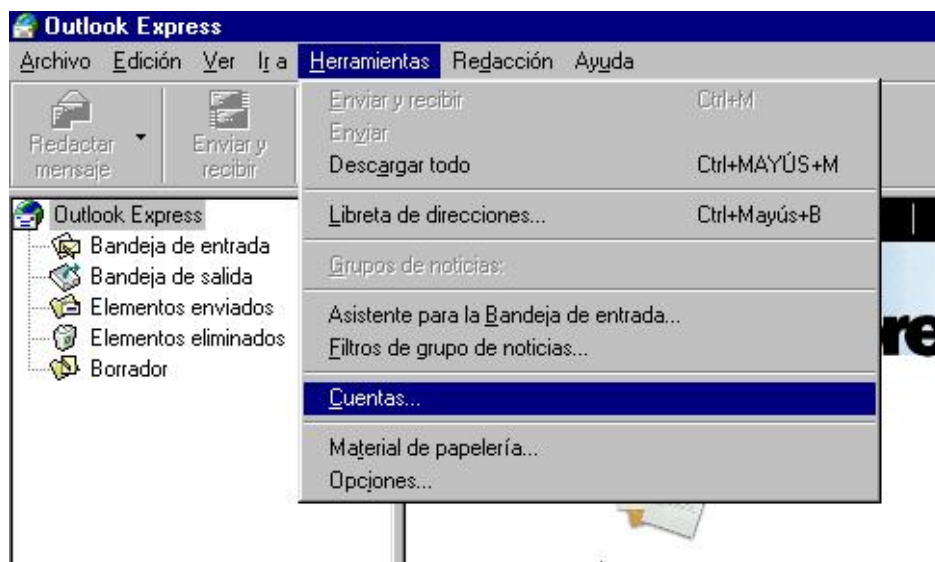 Outlook Express
Archivo Edición Ver Ir a Herramientas Redacción Ayuda
Redactar mensaje
Enviar y recibir
Enviar y recibir Ctrl+M
Enviar
Descargar todo Ctrl+MAYÚS+M
Libreta de direcciones... Ctrl+Mayús+B
Grupos de noticias:
Asistente para la Bandeja de entrada...
Filtros de grupo de noticias...
Cuentas...
Material de papelería...
Opciones...
Outlook Express
Bandeja de entrada
Bandeja de salida
Elementos enviados
Elementos eliminados
Borrador
re